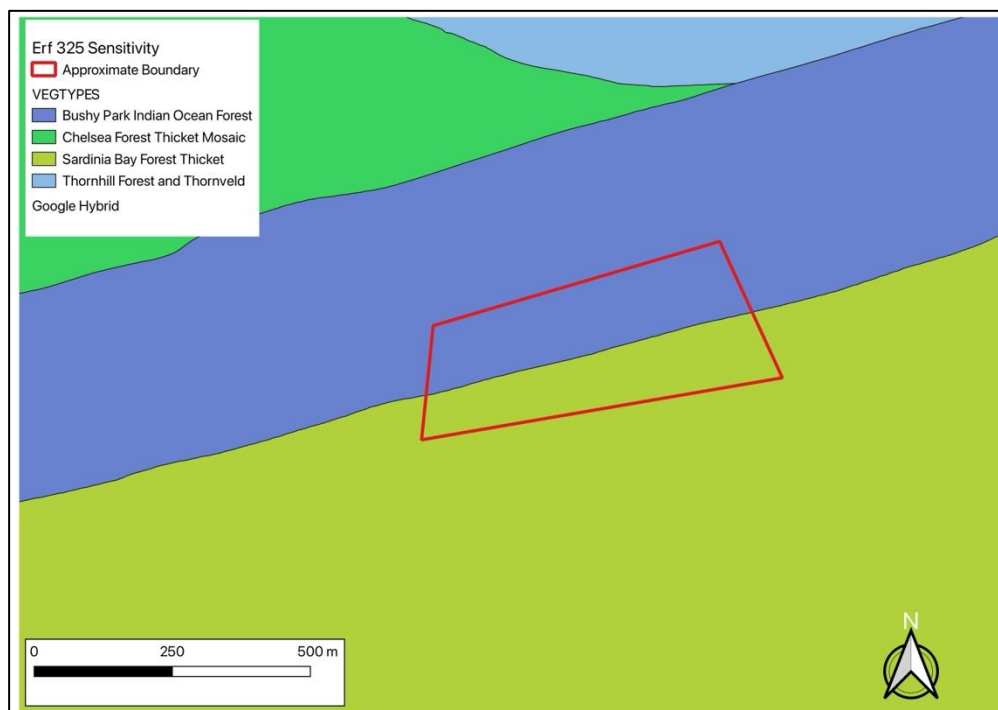 Erf 325 Sensitivity
Approximate Boundary
VEGTYPES
Bushy Park Indian Ocean Forest
Chelsea Forest Thicket Mosaic
Sardinia Bay Forest Thicket
Thornhill Forest and Thornveld
Google Hybrid
0 250 500 m
N